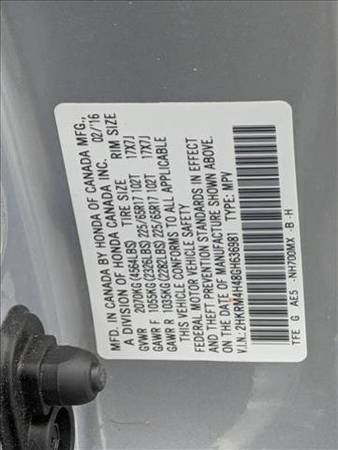 MFD. IN CANADA BY HONDA OF CANADA MFG.,
A DIVISION OF HONDA CANADA INC. 02/16
TIRE SIZE RIM SIZE
GVWR 2070KG(4564LBS)
GAWR F 1055KG(2326LBS) 225/65R17 102T 17X7J
GAWR R 1035KG(2282LBS) 225/65R17 102T 17X7J
THIS VEHICLE CONFORMS TO ALL APPLICABLE
FEDERAL MOTOR VEHICLE SAFETY
STANDARDS IN EFFECT ON THE DATE OF
MANUFACTURE SHOWN ABOVE.
V.I.N.:2HKRM4H48GH636981 TYPE: MPV
TFE G AE5 -NH700MX -B-H